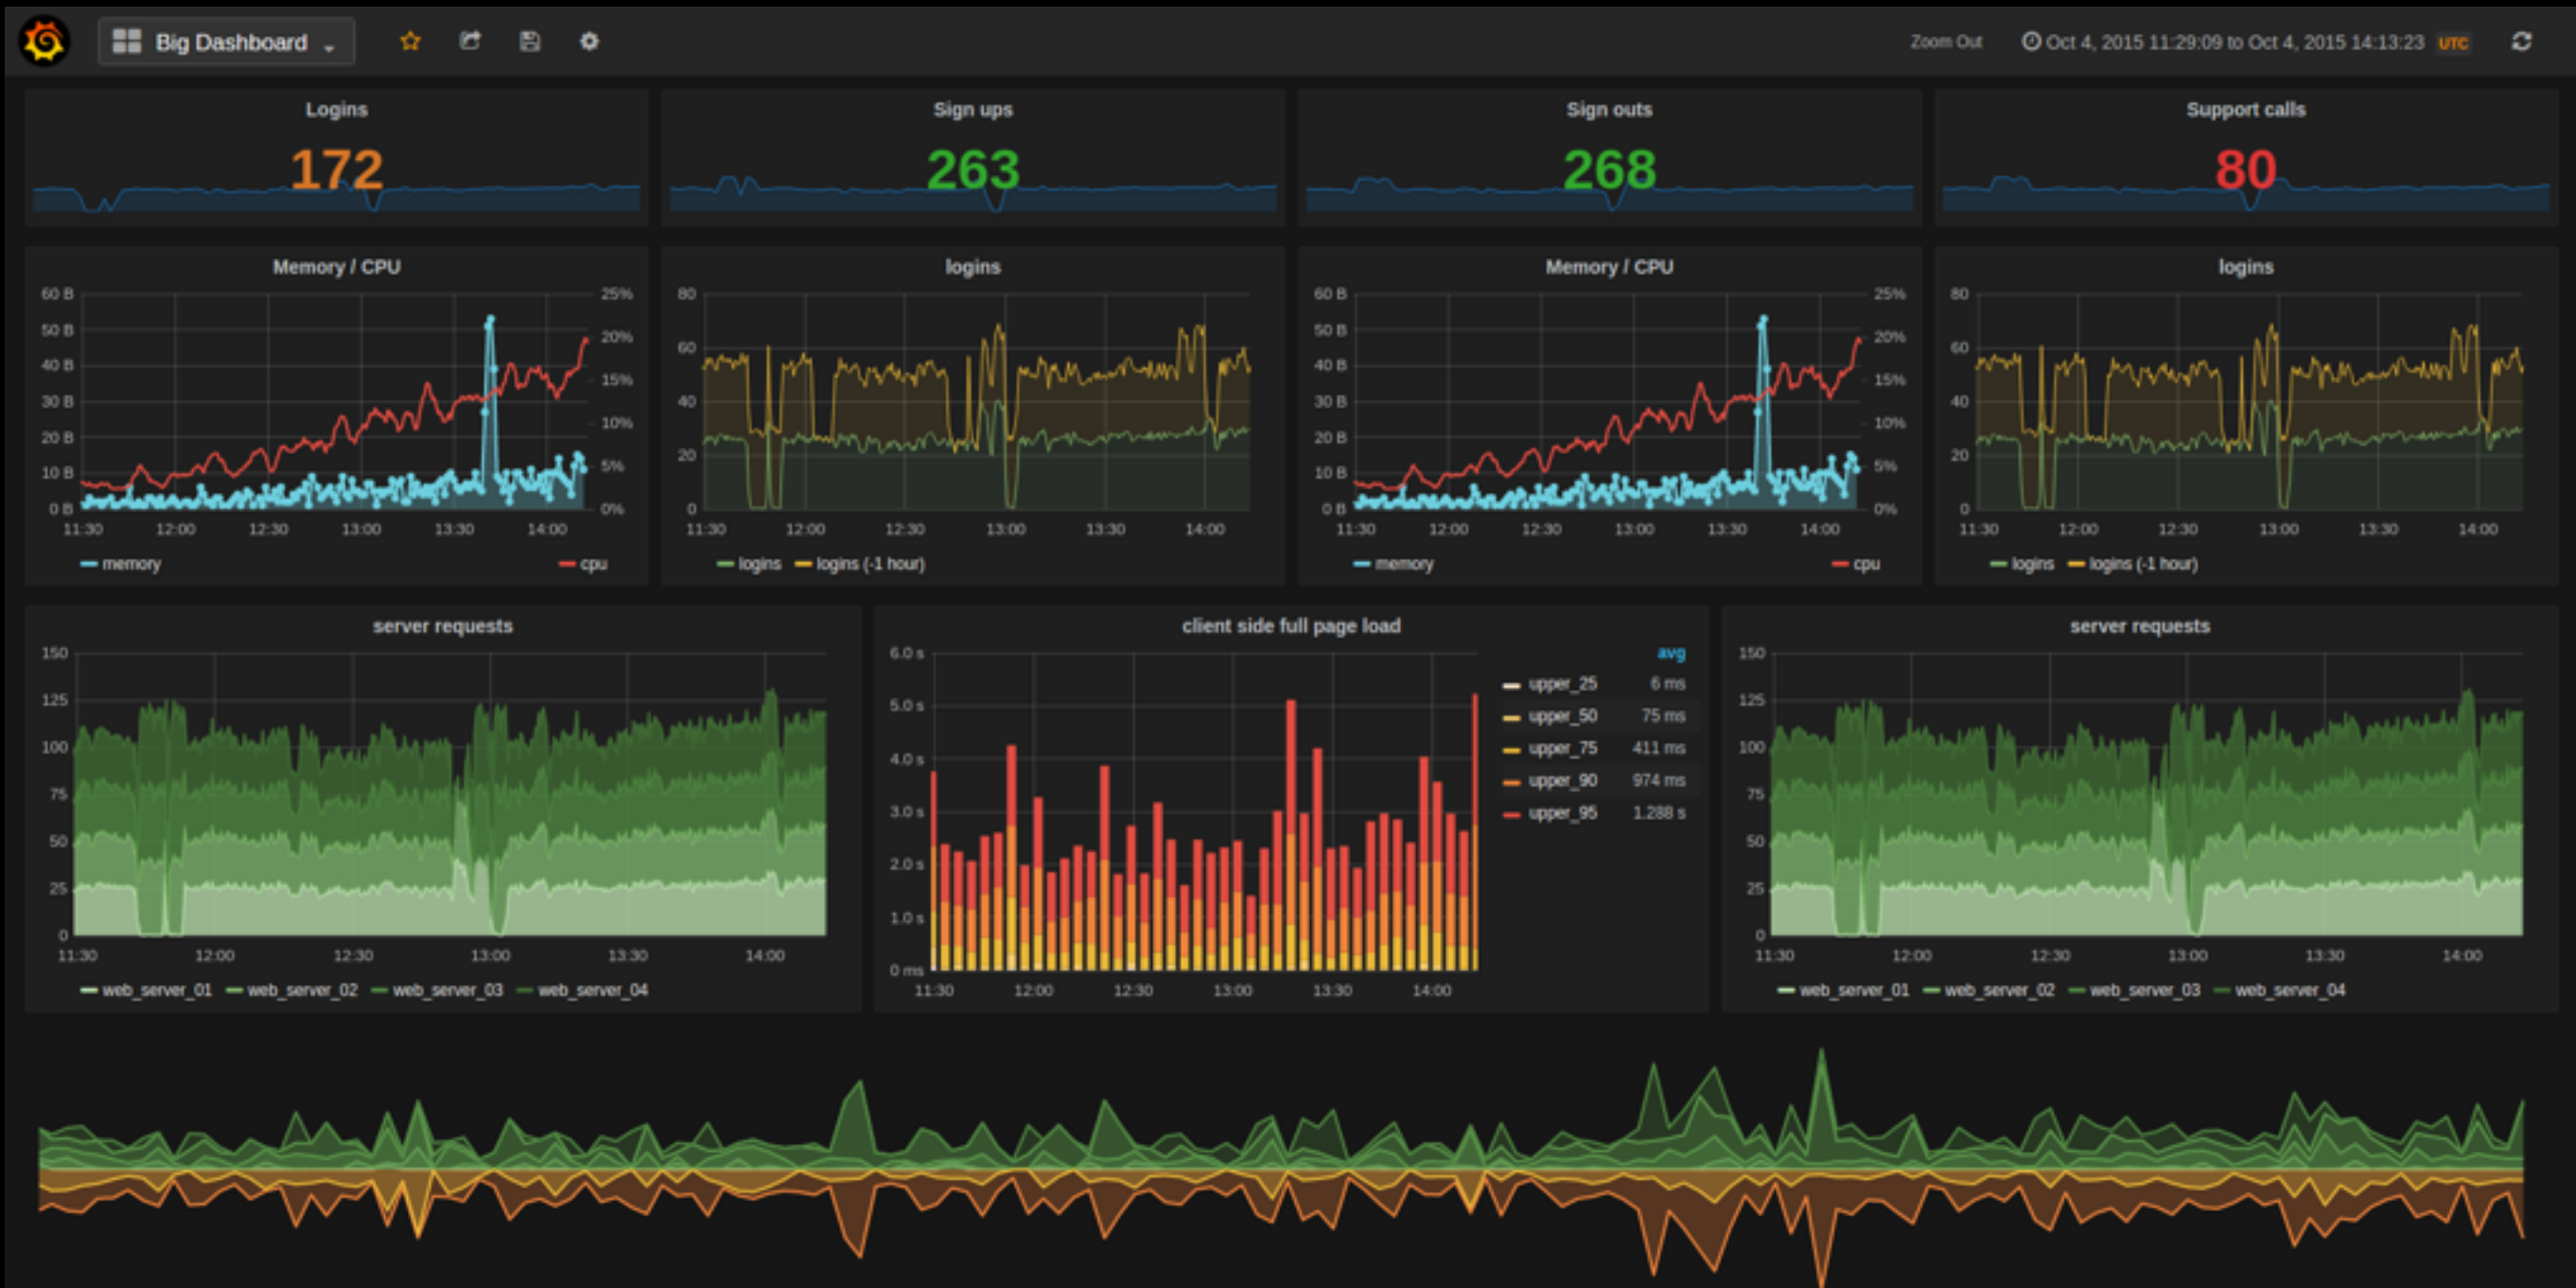 Big Dashboard
Zoom Out Oct 4, 2015 11:29:09 to Oct 4, 2015 14:13:23 UTC
Logins
172
Sign ups
263
Sign outs
268
Support calls
80
Memory / CPU
60 B 25%
50 B 20%
40 B 15%
30 B
20 B 10%
10 B 5%
0 B 0%
11:30 12:00 12:30 13:00 13:30 14:00
memory cpu
logins
80
60
40
20
0
11:30 12:00 12:30 13:00 13:30 14:00
logins logins (-1 hour)
Memory / CPU
60 B 25%
50 B 20%
40 B 15%
30 B
20 B 10%
10 B 5%
0 B 0%
11:30 12:00 12:30 13:00 13:30 14:00
memory cpu
logins
80
60
40
20
0
11:30 12:00 12:30 13:00 13:30 14:00
logins logins (-1 hour)
server requests
150
125
100
75
50
25
0
11:30 12:00 12:30 13:00 13:30 14:00
web_server_01 web_server_02 web_server_03 web_server_04
client side full page load
6.0 s
5.0 s
4.0 s
3.0 s
2.0 s
1.0 s
0 ms
11:30 12:00 12:30 13:00 13:30 14:00
avg
upper_25 6 ms
upper_50 75 ms
upper_75 411 ms
upper_90 974 ms
upper_95 1.288 s
server requests
150
125
100
75
50
25
0
11:30 12:00 12:30 13:00 13:30 14:00
web_server_01 web_server_02 web_server_03 web_server_04